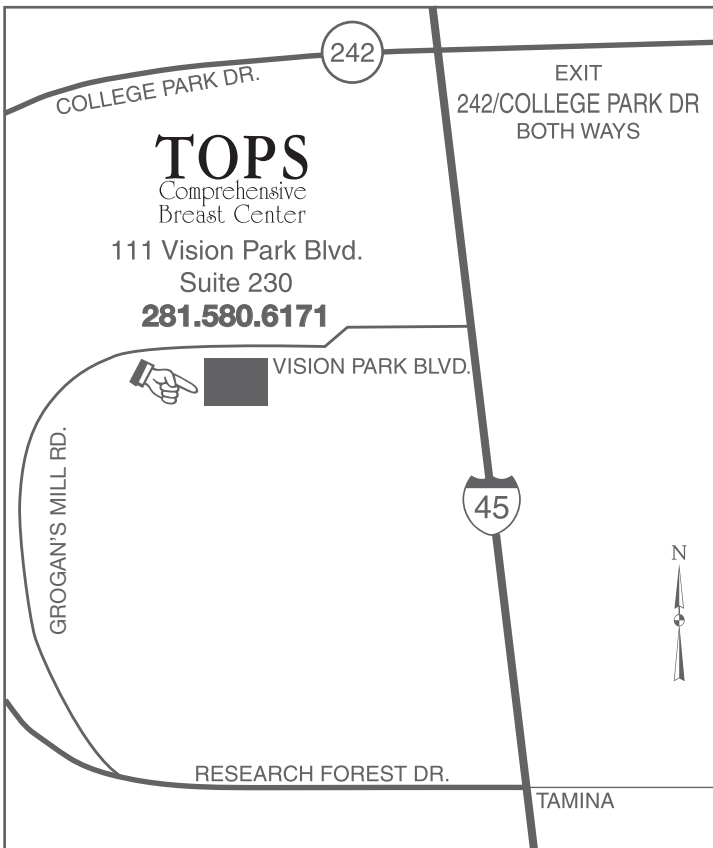 242
COLLEGE PARK DR.
EXIT
242/COLLEGE PARK DR
BOTH WAYS
TOPS
Comprehensive
Breast Center
111 Vision Park Blvd.
Suite 230
281.580.6171
VISION PARK BLVD.
GROGAN'S MILL RD.
45
N
RESEARCH FOREST DR.
TAMINA